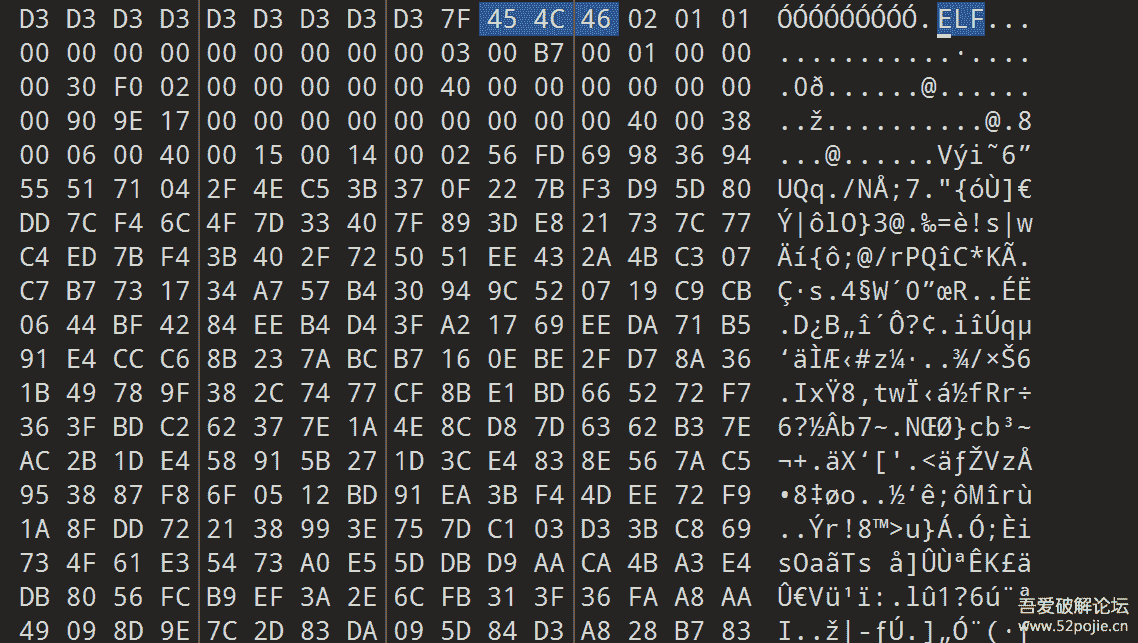 D3 D3 D3 D3 D3 D3 D3 D3 D3 7F 45 4C 46 02 01 01 ÓÓÓÓÓÓÓÓÓ.ELF...
00 00 00 00 00 00 00 00 00 03 00 B7 00 01 00 00 ...........·....
00 30 F0 02 00 00 00 00 00 40 00 00 00 00 00 00 .0ð......@......
00 90 9E 17 00 00 00 00 00 00 00 00 00 40 00 38 ..ž..........@.8
00 06 00 40 00 15 00 14 00 02 56 FD 69 98 36 94 ...@......Výi˜6”
55 51 71 04 2F 4E C5 3B 37 0F 22 7B F3 D9 5D 80 UQq./NÅ;7."{óÙ]€
DD 7C F4 6C 4F 7D 33 40 7F 89 3D E8 21 73 7C 77 Ý|ôlO}3@.‰=è!s|w
C4 ED 7B F4 3B 40 2F 72 50 51 EE 43 2A 4B C3 07 Äí{ô;@/rPQîC*KÃ.
C7 B7 73 17 34 A7 57 B4 30 94 9C 52 07 19 C9 CB Ç·s.4§W´0”œR..ÉË
06 44 BF 42 84 EE B4 D4 3F A2 17 69 EE DA 71 B5 .D¿B„î´Ô?¢.iîÚqµ
91 E4 CC C6 8B 23 7A BC B7 16 0E BE 2F D7 8A 36 ‘äÌÆ‹#z¼·..¾/×Š6
1B 49 78 9F 38 2C 74 77 CF 8B E1 BD 66 52 72 F7 .IxŸ8,twÏ‹á½fRr÷
36 3F BD C2 62 37 7E 1A 4E 8C D8 7D 63 62 B3 7E 6?½Âb7~.NŒØ}cb³~
AC 2B 1D E4 58 91 5B 27 1D 3C E4 83 8E 56 7A C5 ¬+.äX‘['.<äƒŽVzÅ
95 38 87 F8 6F 05 12 BD 91 EA 3B F4 4D EE 72 F9 •8‡øo..½‘ê;ôMîrù
1A 8F DD 72 21 38 99 3E 75 7D C1 03 D3 3B C8 69 ..Ýr!8™>u}Á.Ó;Èi
73 4F 61 E3 54 73 A0 E5 5D DB D9 AA CA 4B A3 E4 sOaãTs å]ÛÙªÊK£ä
DB 80 56 FC B9 EF 3A 2E 6C FB 31 3F 36 FA A8 AA Û€Vü¹ï:.lû1?6ú¨ª
49 09 8D 9E 7C 2D 83 DA 09 5D 84 D3 A8 28 B7 83 I..ž|-ƒÚ.]„Ó¨(·ƒ
吾爱破解论坛
www.52pojie.cn